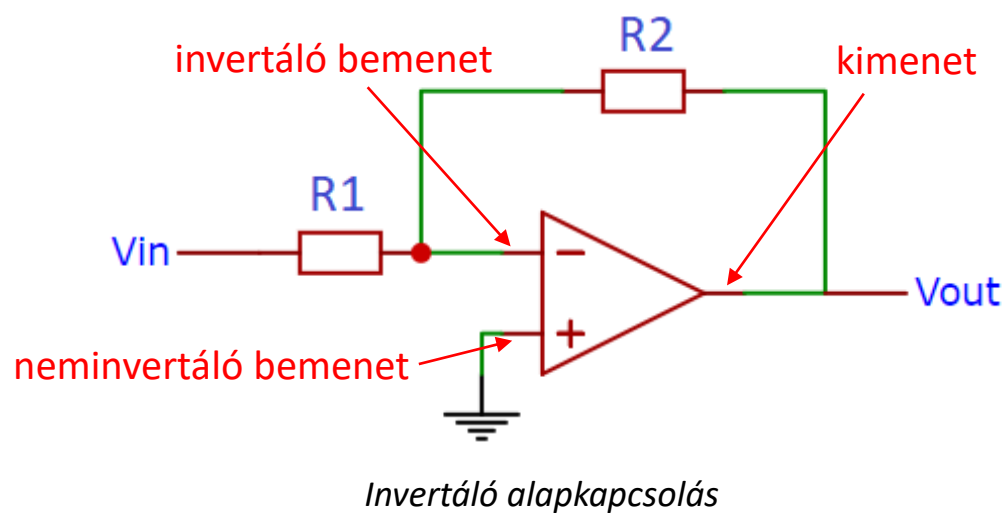 R2
invertáló bemenet
kimenet
R1
Vin
−
Vout
+
neminvertáló bemenet
Invertáló alapkapcsolás